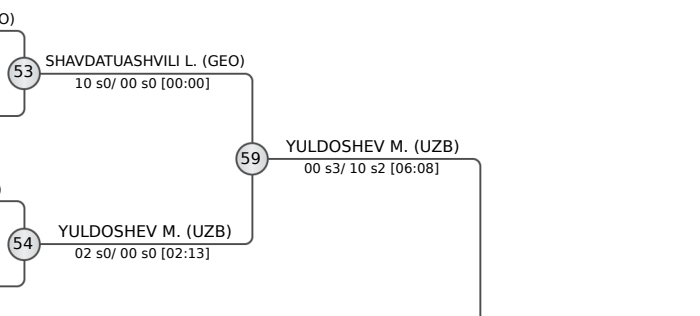 O)
53
SHAVDATUASHVILI L. (GEO)
10 s0/ 00 s0 [00:00]
59
YULDOSHEV M. (UZB)
00 s3/ 10 s2 [06:08]
)
54
YULDOSHEV M. (UZB)
02 s0/ 00 s0 [02:13]